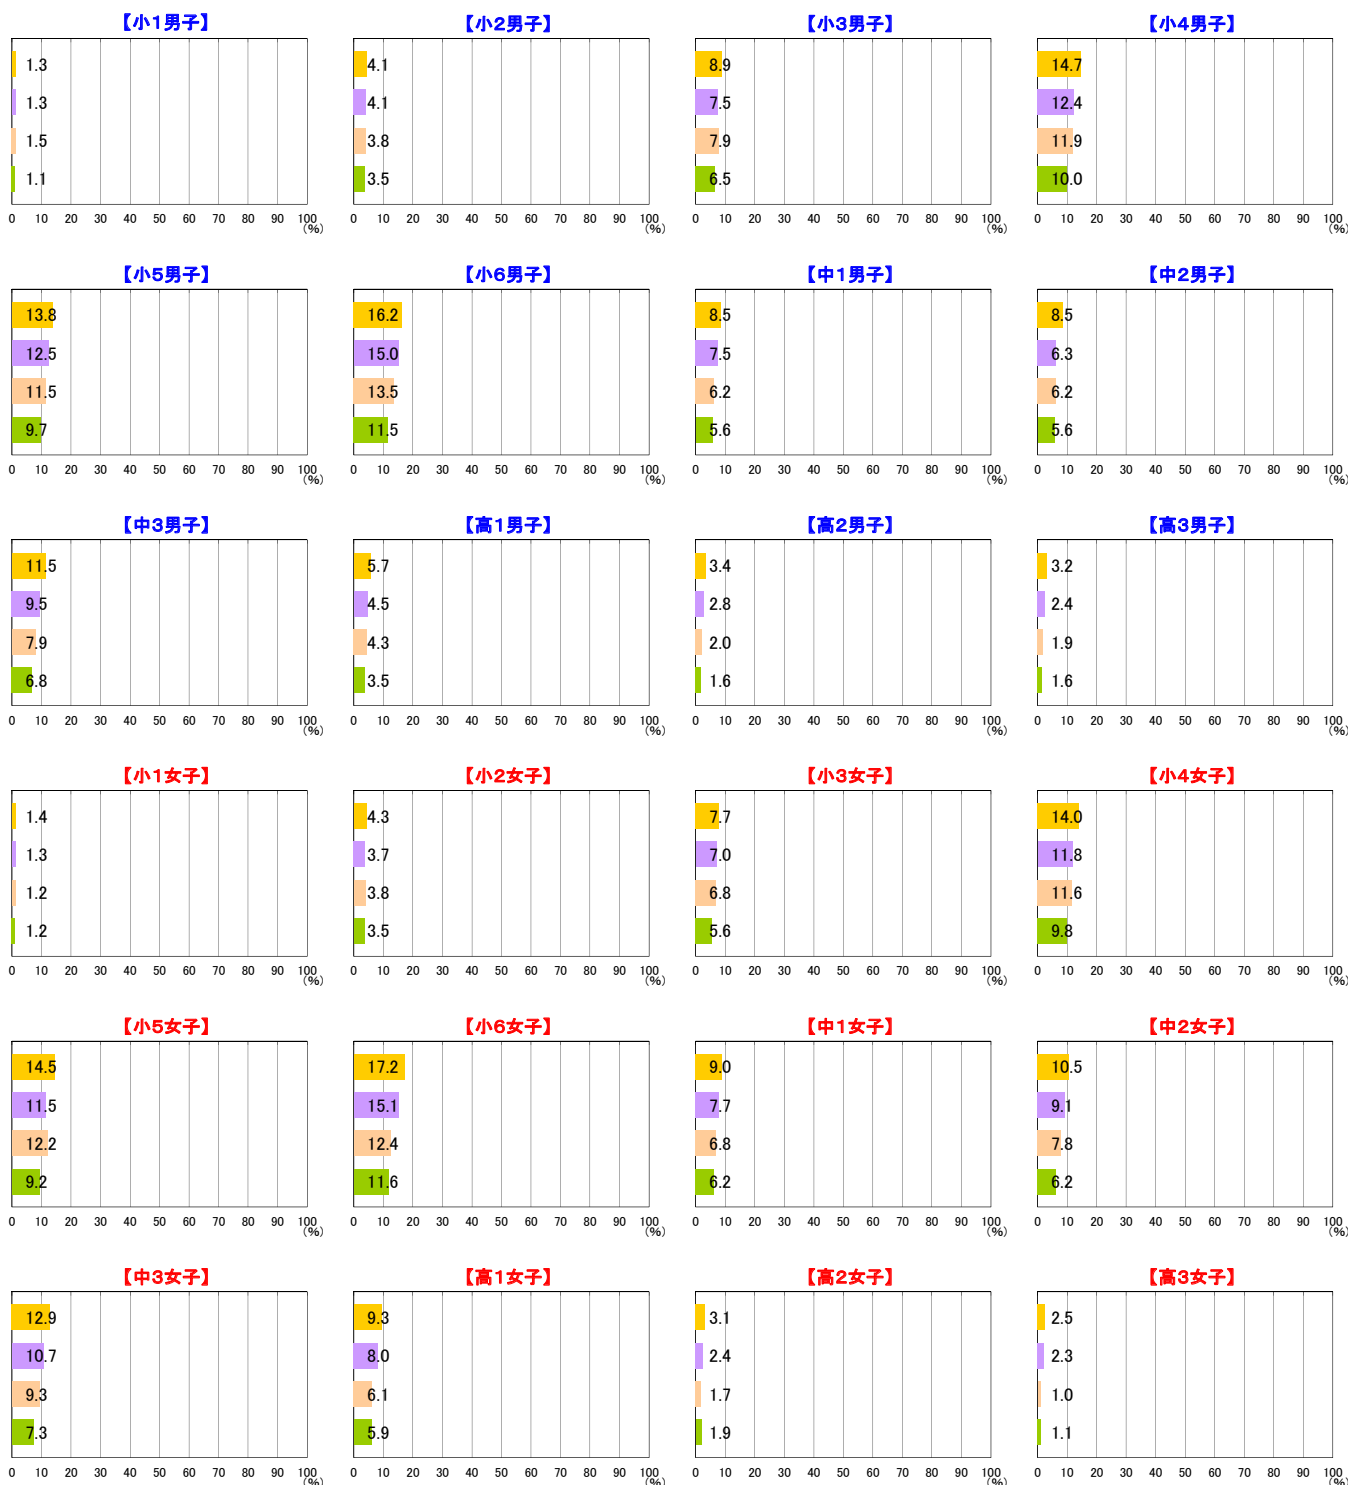 【小1男子】 【小2男子】 【小3男子】 【小4男子】
1.3 4.1 8.9 14.7
1.3 4.1 7.5 12.4
1.5 3.8 7.9 11.9
1.1 3.5 6.5 10.0
0 10 20 30 40 50 60 70 80 90 100 0 10 20 30 40 50 60 70 80 90 100 0 10 20 30 40 50 60 70 80 90 100 0 10 20 30 40 50 60 70 80 90 100
(%) (%) (%) (%)
【小5男子】 【小6男子】 【中1男子】 【中2男子】
13.8 16.2 8.5 8.5
12.5 15.0 7.5 6.3
11.5 13.5 6.2 6.2
9.7 11.5 5.6 5.6
0 10 20 30 40 50 60 70 80 90 100 0 10 20 30 40 50 60 70 80 90 100 0 10 20 30 40 50 60 70 80 90 100 0 10 20 30 40 50 60 70 80 90 100
(%) (%) (%) (%)
【中3男子】 【高1男子】 【高2男子】 【高3男子】
11.5 5.7 3.4 3.2
9.5 4.5 2.8 2.4
7.9 4.3 2.0 1.9
6.8 3.5 1.6 1.6
0 10 20 30 40 50 60 70 80 90 100 0 10 20 30 40 50 60 70 80 90 100 0 10 20 30 40 50 60 70 80 90 100 0 10 20 30 40 50 60 70 80 90 100
(%) (%) (%) (%)
【小1女子】 【小2女子】 【小3女子】 【小4女子】
1.4 4.3 7.7 14.0
1.3 3.7 7.0 11.8
1.2 3.8 6.8 11.6
1.2 3.5 5.6 9.8
0 10 20 30 40 50 60 70 80 90 100 0 10 20 30 40 50 60 70 80 90 100 0 10 20 30 40 50 60 70 80 90 100 0 10 20 30 40 50 60 70 80 90 100
(%) (%) (%) (%)
【小5女子】 【小6女子】 【中1女子】 【中2女子】
14.5 17.2 9.0 10.5
11.5 15.1 7.7 9.1
12.2 12.4 6.8 7.8
9.2 11.6 6.2 6.2
0 10 20 30 40 50 60 70 80 90 100 0 10 20 30 40 50 60 70 80 90 100 0 10 20 30 40 50 60 70 80 90 100 0 10 20 30 40 50 60 70 80 90 100
(%) (%) (%) (%)
【中3女子】 【高1女子】 【高2女子】 【高3女子】
12.9 9.3 3.1 2.5
10.7 8.0 2.4 2.3
9.3 6.1 1.7 1.0
7.3 5.9 1.9 1.1
0 10 20 30 40 50 60 70 80 90 100 0 10 20 30 40 50 60 70 80 90 100 0 10 20 30 40 50 60 70 80 90 100 0 10 20 30 40 50 60 70 80 90 100
(%) (%) (%) (%)